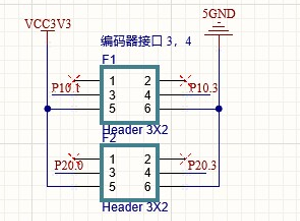 VCC3V3
5GND
编码器接口 3，4
F1
1 2
P10.1 3 4 P10.3
5 6
Header 3X2
F2
1 2
P20.0 3 4 P20.3
5 6
Header 3X2